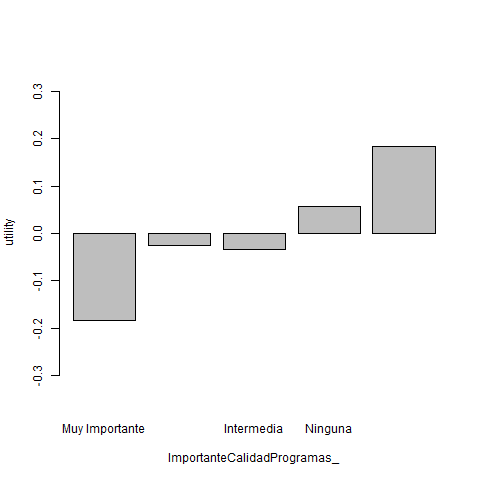 0.3
0.2
0.1
0.0
-0.1
-0.2
-0.3
utility
Muy Importante Intermedia Ninguna
ImportanteCalidadProgramas_